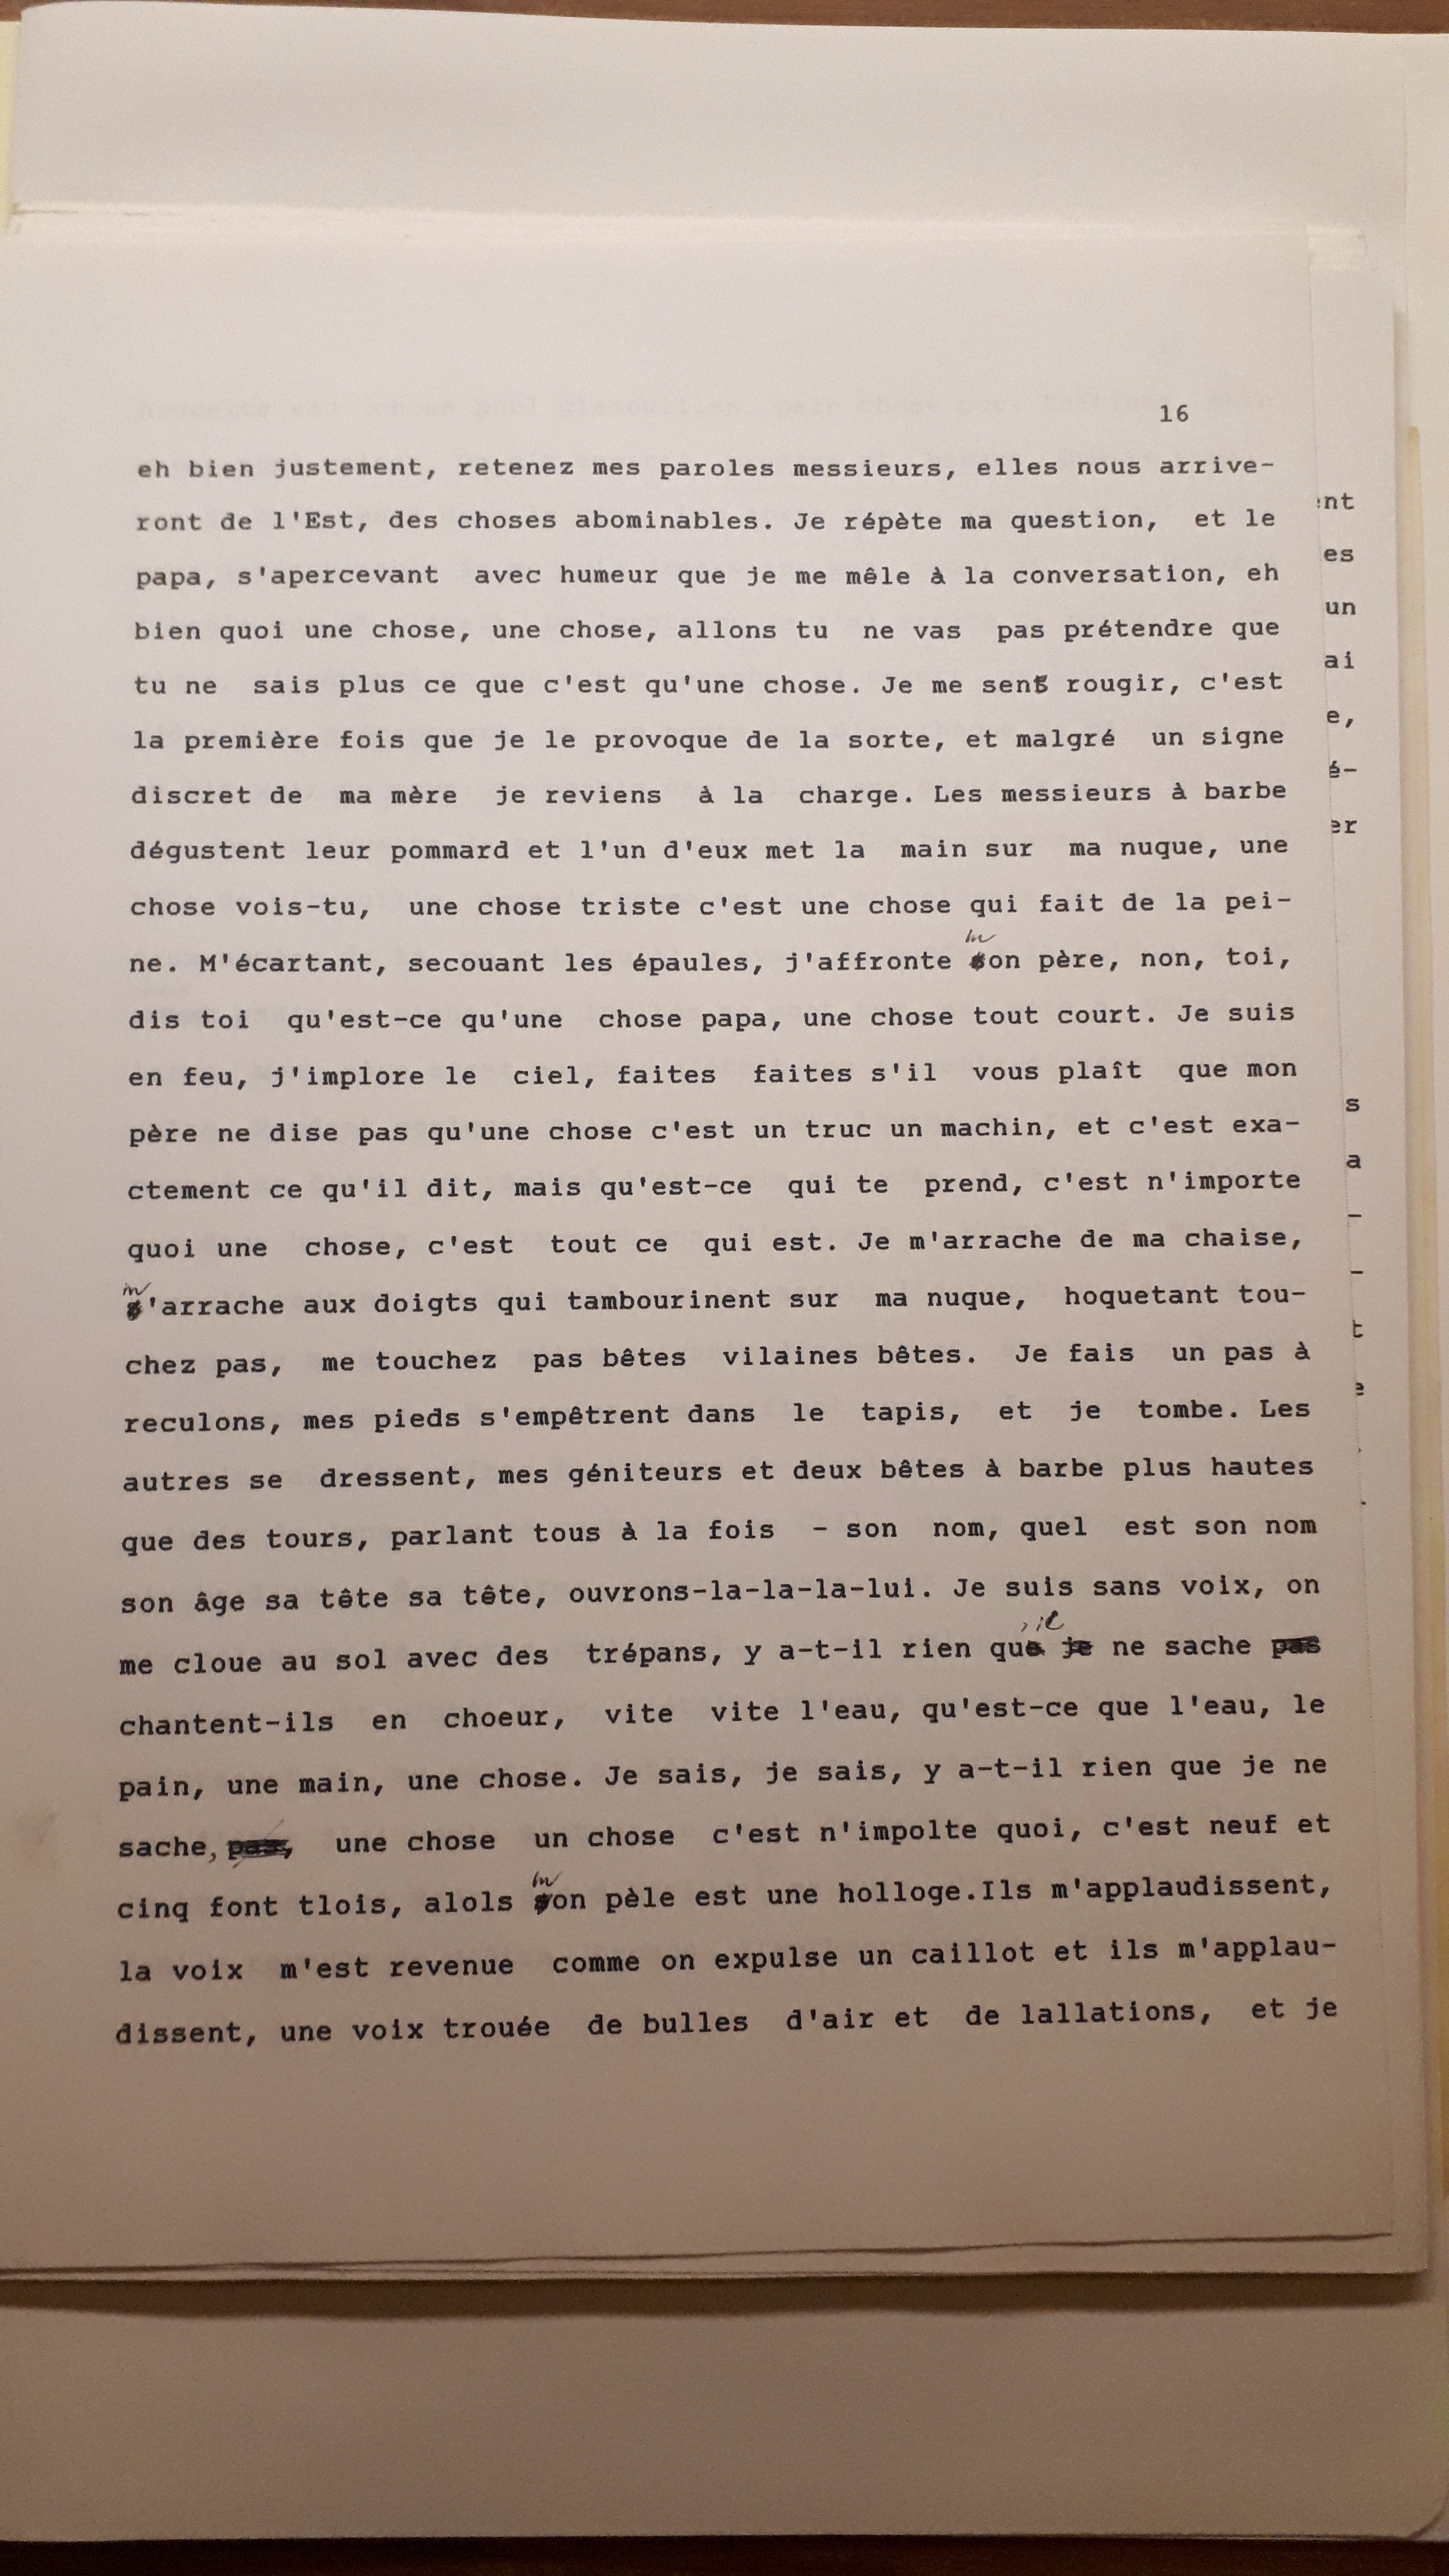 16
eh bien justement, retenez mes paroles messieurs, elles nous arrive-
ront de l'Est, des choses abominables. Je répète ma question, et le
papa, s'apercevant avec humeur que je me mêle à la conversation, eh
bien quoi une chose, une chose, allons tu ne vas pas prétendre que
tu ne sais plus ce que c'est qu'une chose. Je me sens rougir, c'est
la première fois que je le provoque de la sorte, et malgré un signe
discret de ma mère je reviens à la charge. Les messieurs à barbe
dégustent leur pommard et l'un d'eux met la main sur ma nuque, une
chose vois-tu, une chose triste c'est une chose qui fait de la pei-
ne. M'écartant, secouant les épaules, j'affronte mon père, non, toi,
dis toi qu'est-ce qu'une chose papa, une chose tout court. Je suis
en feu, j'implore le ciel, faites faites s'il vous plaît que mon
père ne dise pas qu'une chose c'est un truc un machin, et c'est exa-
ctement ce qu'il dit, mais qu'est-ce qui te prend, c'est n'importe
quoi une chose, c'est tout ce qui est. Je m'arrache de ma chaise,
m'arrache aux doigts qui tambourinent sur ma nuque, hoquetant tou-
chez pas, me touchez pas bêtes vilaines bêtes. Je fais un pas à
reculons, mes pieds s'empêtrent dans le tapis, et je tombe. Les
autres se dressent, mes géniteurs et deux bêtes à barbe plus hautes
que des tours, parlant tous à la fois - son nom, quel est son nom
son âge sa tête sa tête, ouvrons-la-la-la-lui. Je suis sans voix, on
me cloue au sol avec des trépans, y a-t-il rien qu'il ne sache pas
chantent-ils en choeur, vite vite l'eau, qu'est-ce que l'eau, le
pain, une main, une chose. Je sais, je sais, y a-t-il rien que je ne
sache, pas, une chose un chose c'est n'impolte quoi, c'est neuf et
cinq font tlois, alols mon pèle est une holloge.Ils m'applaudissent,
la voix m'est revenue comme on expulse un caillot et ils m'applau-
dissent, une voix trouée de bulles d'air et de lallations, et je
nt
es
un
ai
e,
é-
er
s
a
-
-
t
e